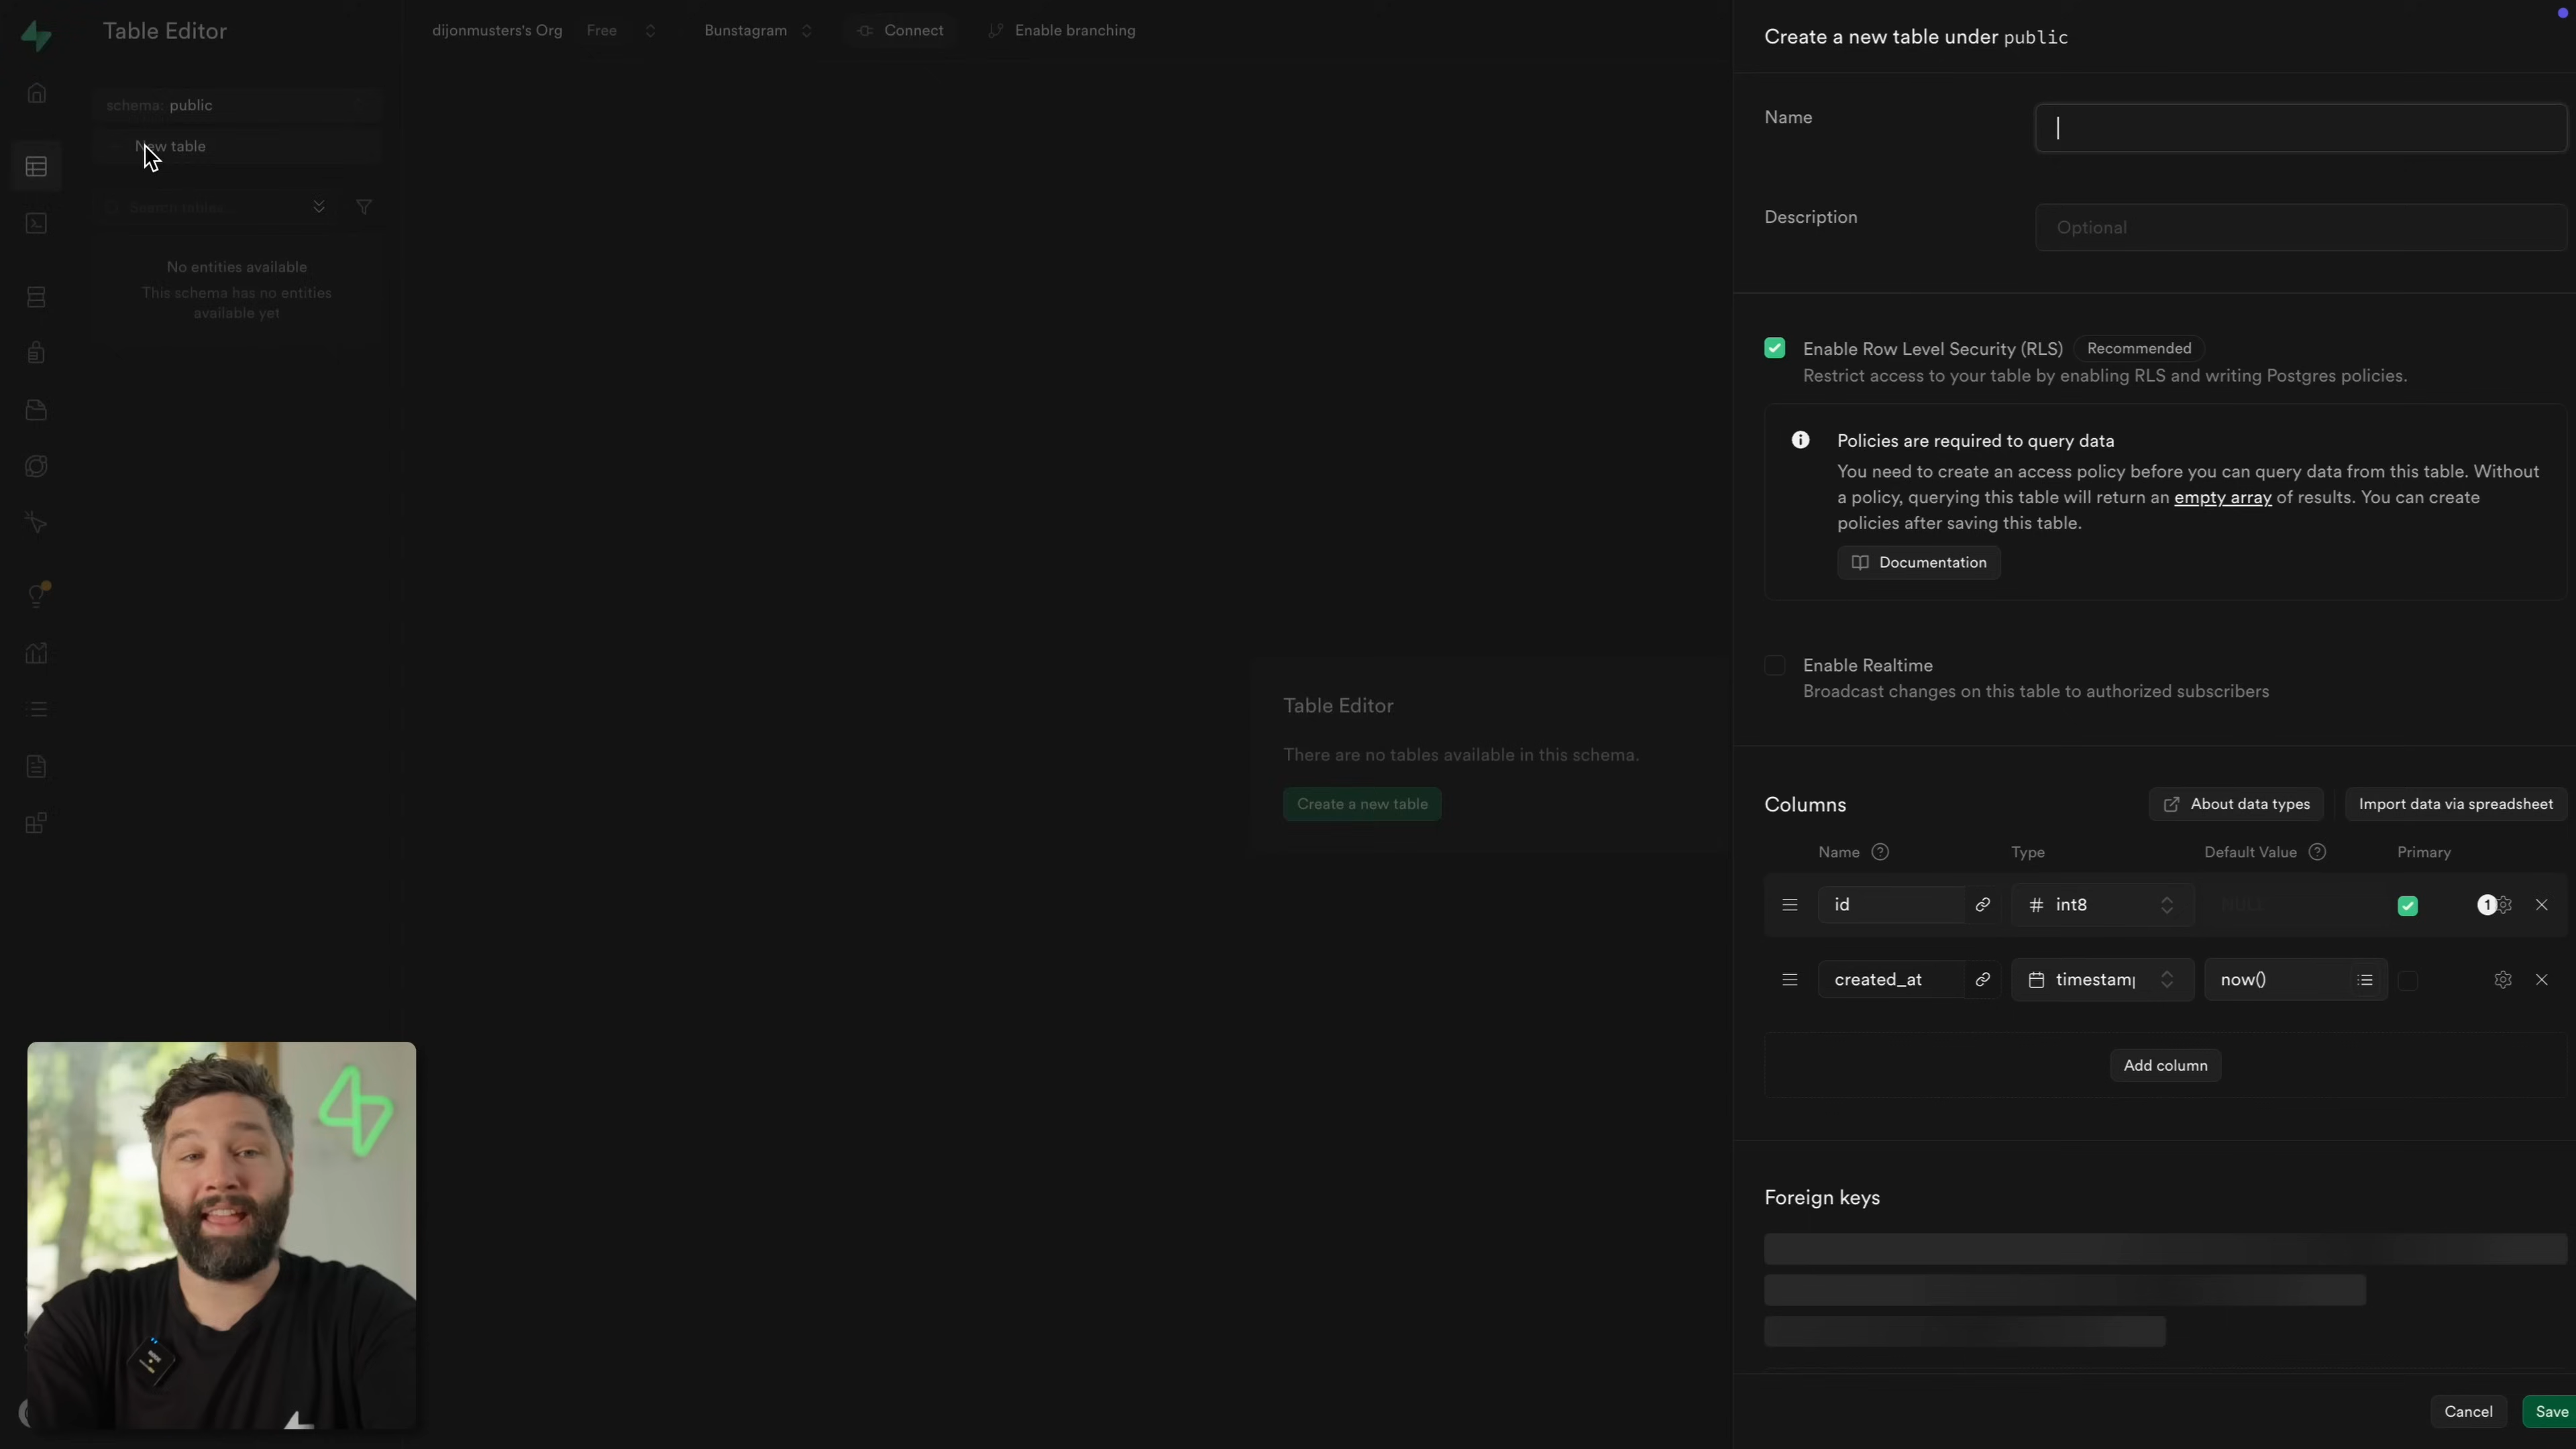 Table Editor
dijonmusters's Org Free
Bunstagram
Connect
Enable branching
schema: public
New table
Search tables...
No entities available
This schema has no entities
available yet
Table Editor
There are no tables available in this schema.
Create a new table
Create a new table under public
Name
Description
Optional
Enable Row Level Security (RLS) Recommended
Restrict access to your table by enabling RLS and writing Postgres policies.
Policies are required to query data
You need to create an access policy before you can query data from this table. Without
a policy, querying this table will return an empty array of results. You can create
policies after saving this table.
Documentation
Enable Realtime
Broadcast changes on this table to authorized subscribers
Columns
About data types
Import data via spreadsheet
Name Type Default Value Primary
id # int8 NULL 1
created_at timestam now()
Add column
Foreign keys
Cancel
Save